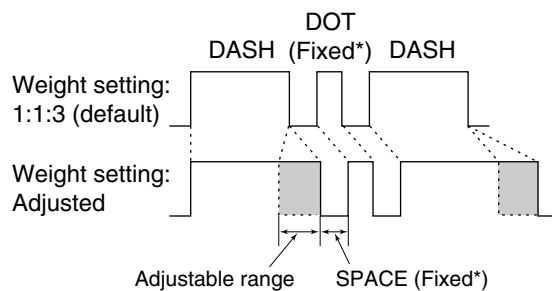 DOT
DASH (Fixed*) DASH
Weight setting:
1:1:3 (default)
Weight setting:
Adjusted
Adjustable range SPACE (Fixed*)